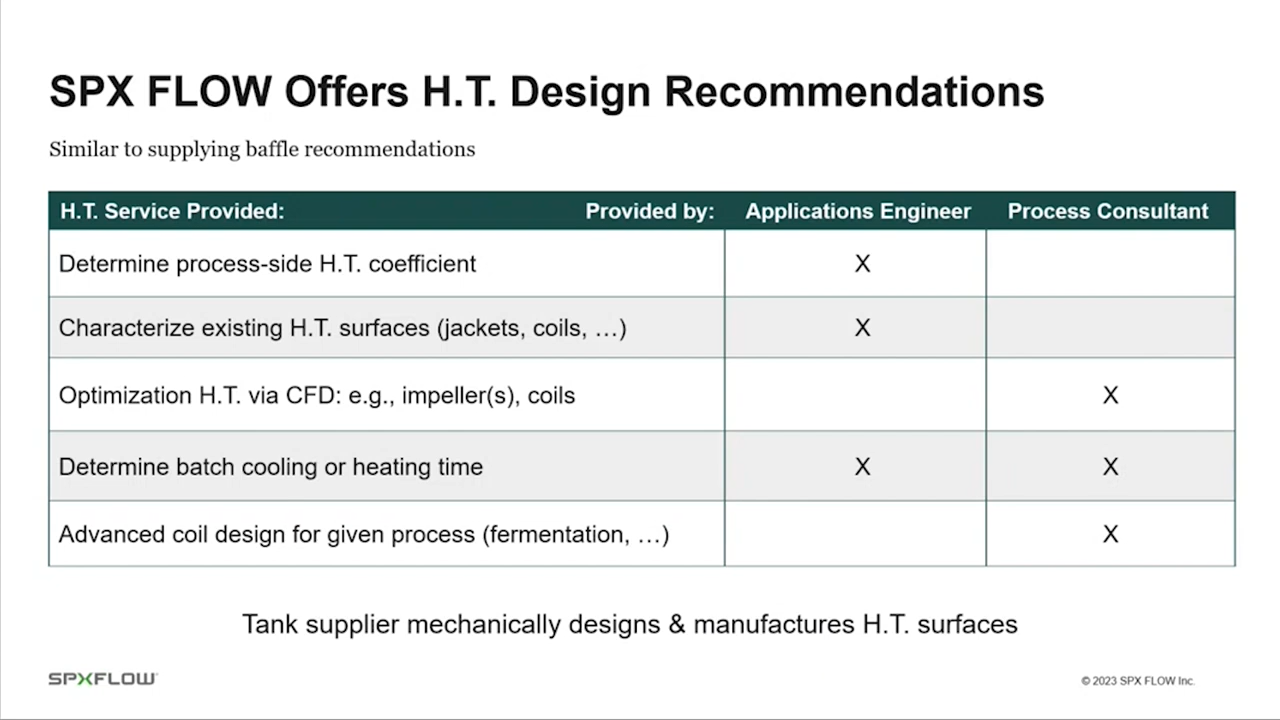 SPX FLOW Offers H.T. Design Recommendations
Similar to supplying baffle recommendations
H.T. Service Provided: Provided by: Applications Engineer Process Consultant
Determine process-side H.T. coefficient X
Characterize existing H.T. surfaces (jackets, coils, …) X
Optimization H.T. via CFD: e.g., impeller(s), coils X
Determine batch cooling or heating time X X
Advanced coil design for given process (fermentation, …) X
Tank supplier mechanically designs & manufactures H.T. surfaces
SPXFLOW
© 2023 SPX FLOW Inc.